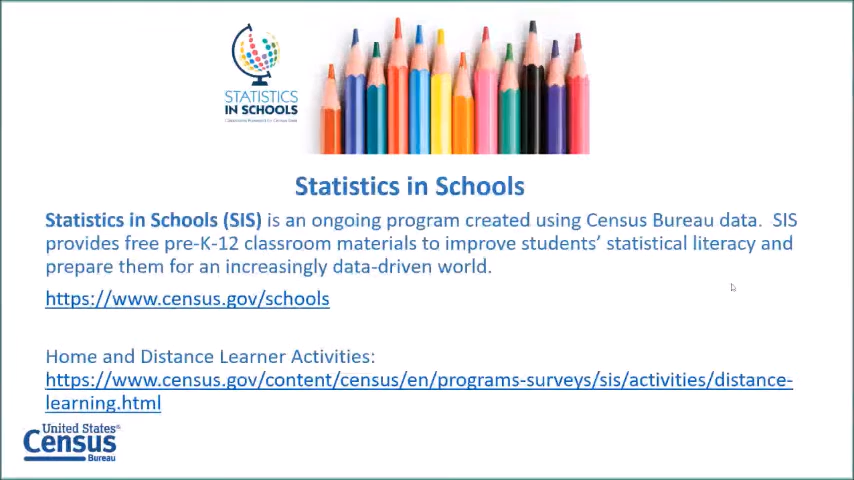 STATISTICS
IN SCHOOLS
Statistics in Schools
Statistics in Schools (SIS) is an ongoing program created using Census Bureau data.  SIS
provides free pre-K-12 classroom materials to improve students’ statistical literacy and
prepare them for an increasingly data-driven world.
https://www.census.gov/schools
Home and Distance Learner Activities:
https://www.census.gov/content/census/en/programs-surveys/sis/activities/distance-
learning.html
United States®
Census
Bureau